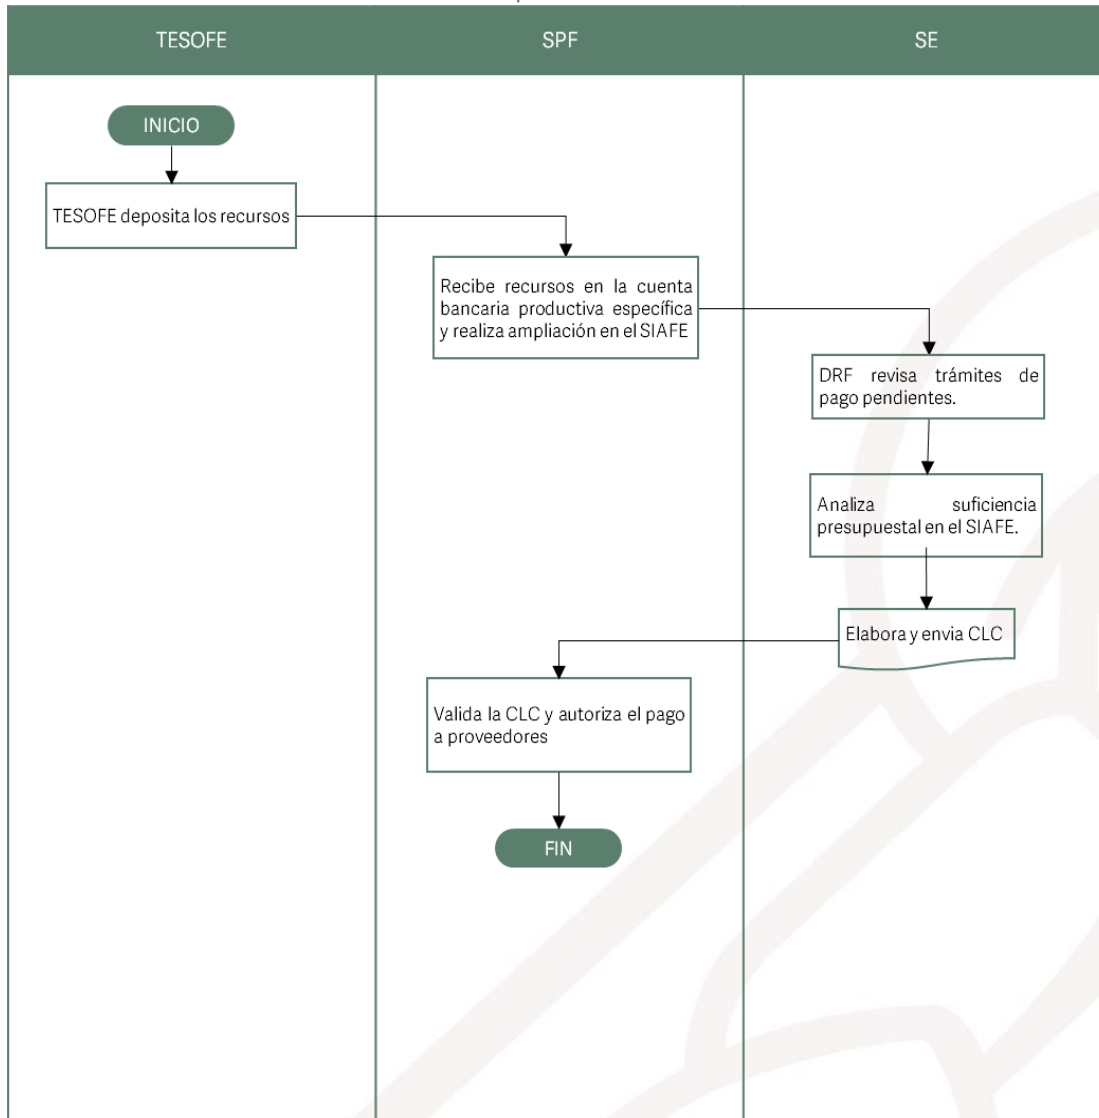 TESOFE
SPF
SE
INICIO
TESOFE deposita los recursos
Recibe recursos en la cuenta
bancaria productiva específica
y realiza ampliación en el SIAFE
DRF revisa trámites de
pago pendientes.
Analiza suficiencia
presupuestal en el SIAFE.
Elabora y envia CLC
Valida la CLC y autoriza el pago
a proveedores
FIN